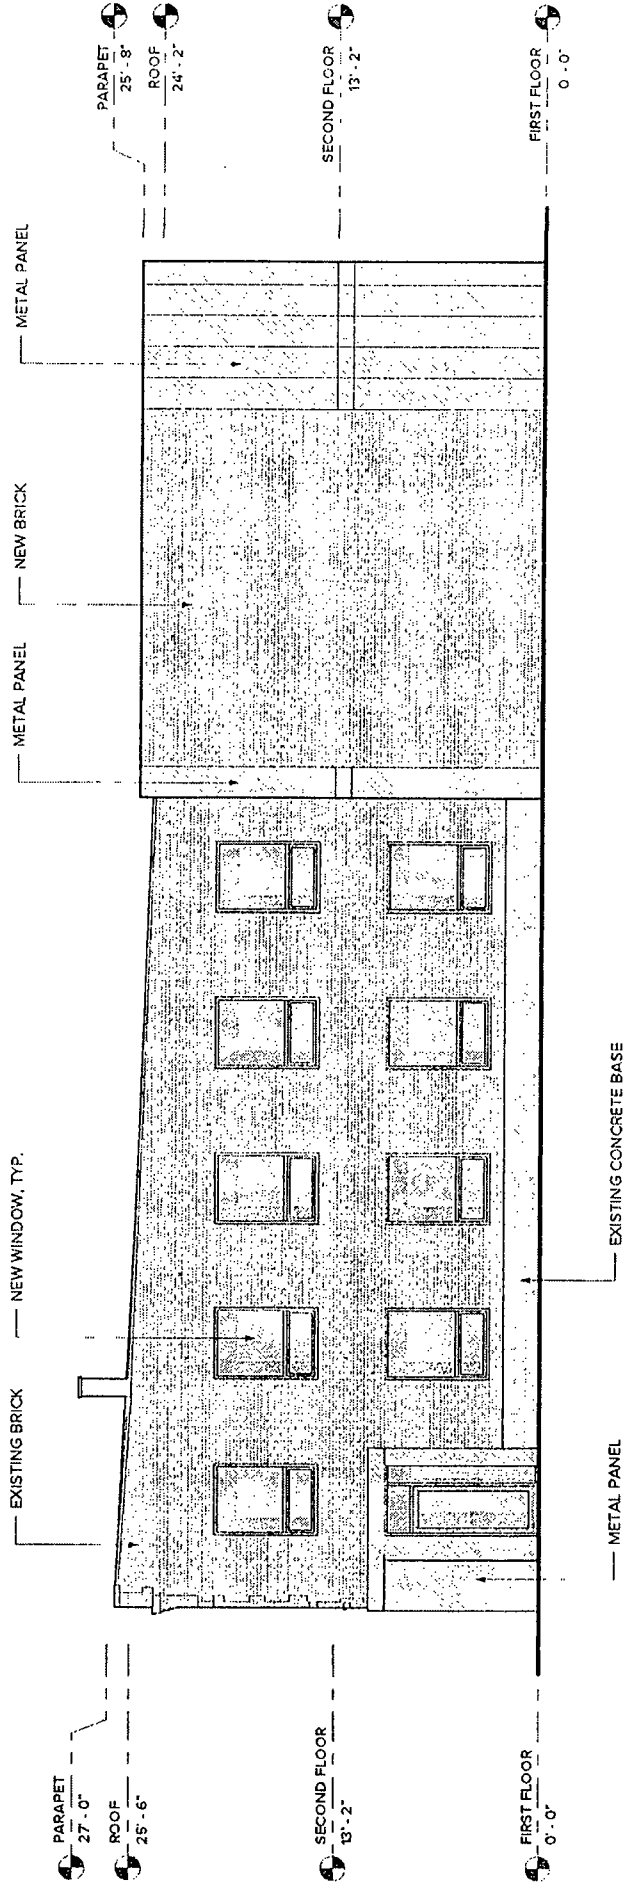 PARAPET
25' - 8"
ROOF
24' - 2"
SECOND FLOOR
13' - 2"
FIRST FLOOR
0 - 0"
METAL PANEL
NEW BRICK
METAL PANEL
NEW WINDOW, TYP.
EXISTING BRICK
EXISTING CONCRETE BASE
METAL PANEL
PARAPET
27' - 0"
ROOF
25' - 6"
SECOND FLOOR
13' - 2"
FIRST FLOOR
0' - 0"